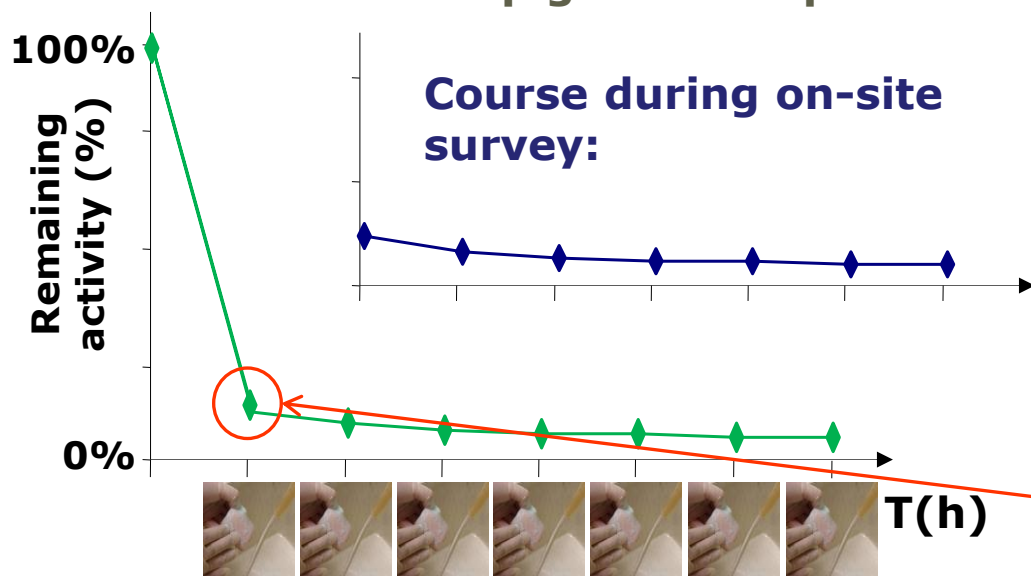 100%
Course during on-site
survey:
Remaining
activity (%)
0%
T(h)